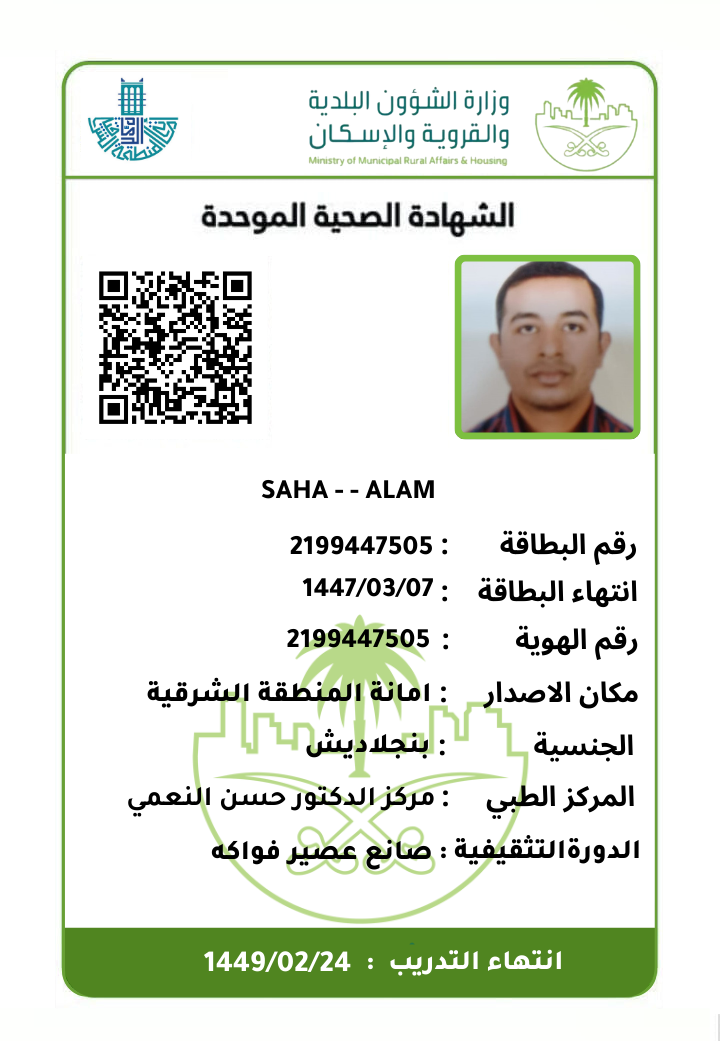 وزارة الشؤون البلدية
والقروية والإسكان
Ministry of Municipal Rural Affairs & Housing
الشهادة الصحية الموحدة
SAHA - - ALAM
رقم البطاقة : 2199447505
انتهاء البطاقة : 1447/03/07
رقم الهوية : 2199447505
مكان الاصدار : امانة المنطقة الشرقية
الجنسية : بنجلاديش
المركز الطبي : مركز الدكتور حسن النعمي
الدورةالتثقيفية : صانع عصير فواكه
انتهاء التدريب : 1449/02/24